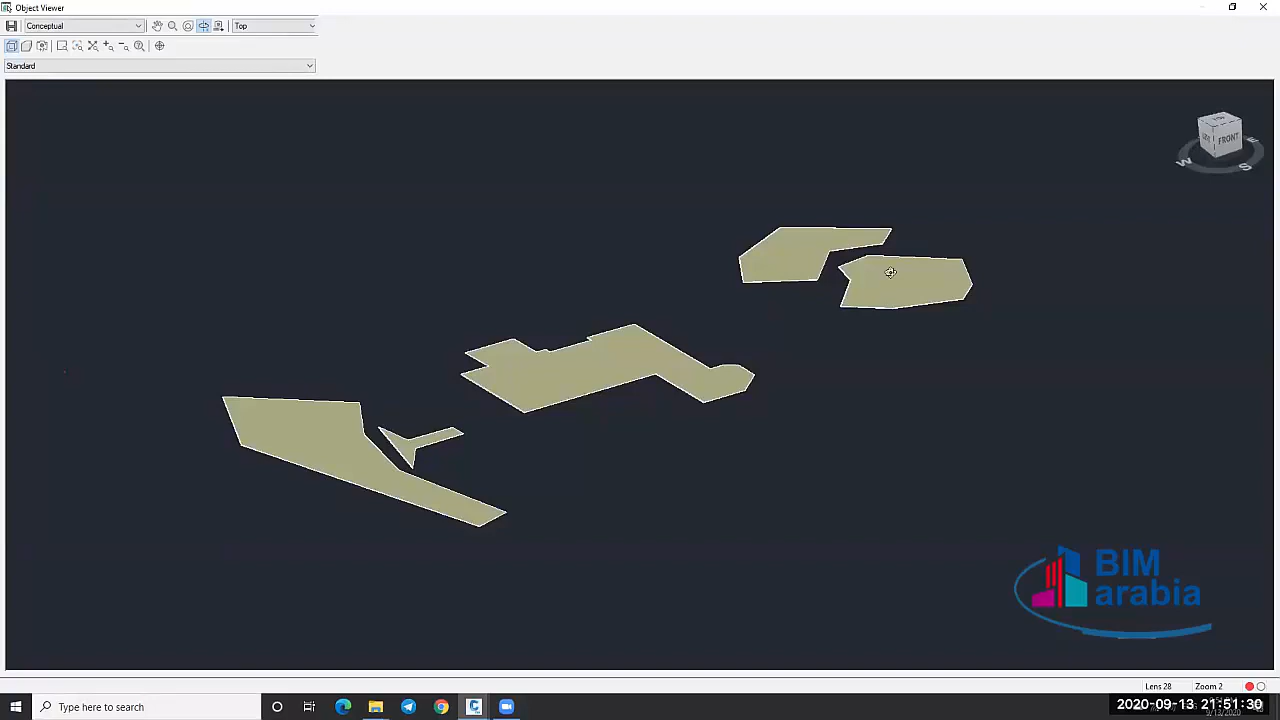 Object Viewer
Conceptual
Top
Standard
FRONT
W
S
E
BIM
arabia
Lens 28
Zoom 2
Type here to search
2020-09-13 21:51:30